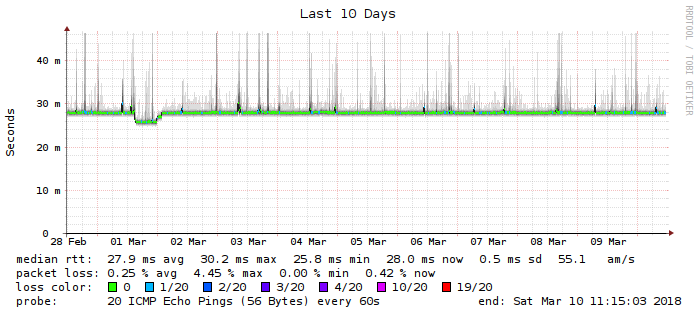 Last 10 Days
RRDTOOL / TOBI OETIKER
Seconds
40 m
30 m
20 m
10 m
0
28 Feb 01 Mar 02 Mar 03 Mar 04 Mar 05 Mar 06 Mar 07 Mar 08 Mar 09 Mar
median rtt: 27.9 ms avg 30.2 ms max 25.8 ms min 28.0 ms now 0.5 ms sd 55.1 am/s
packet loss: 0.25 % avg 4.45 % max 0.00 % min 0.42 % now
loss color: 0 1/20 2/20 3/20 4/20 10/20 19/20
probe: 20 ICMP Echo Pings (56 Bytes) every 60s end: Sat Mar 10 11:15:03 2018